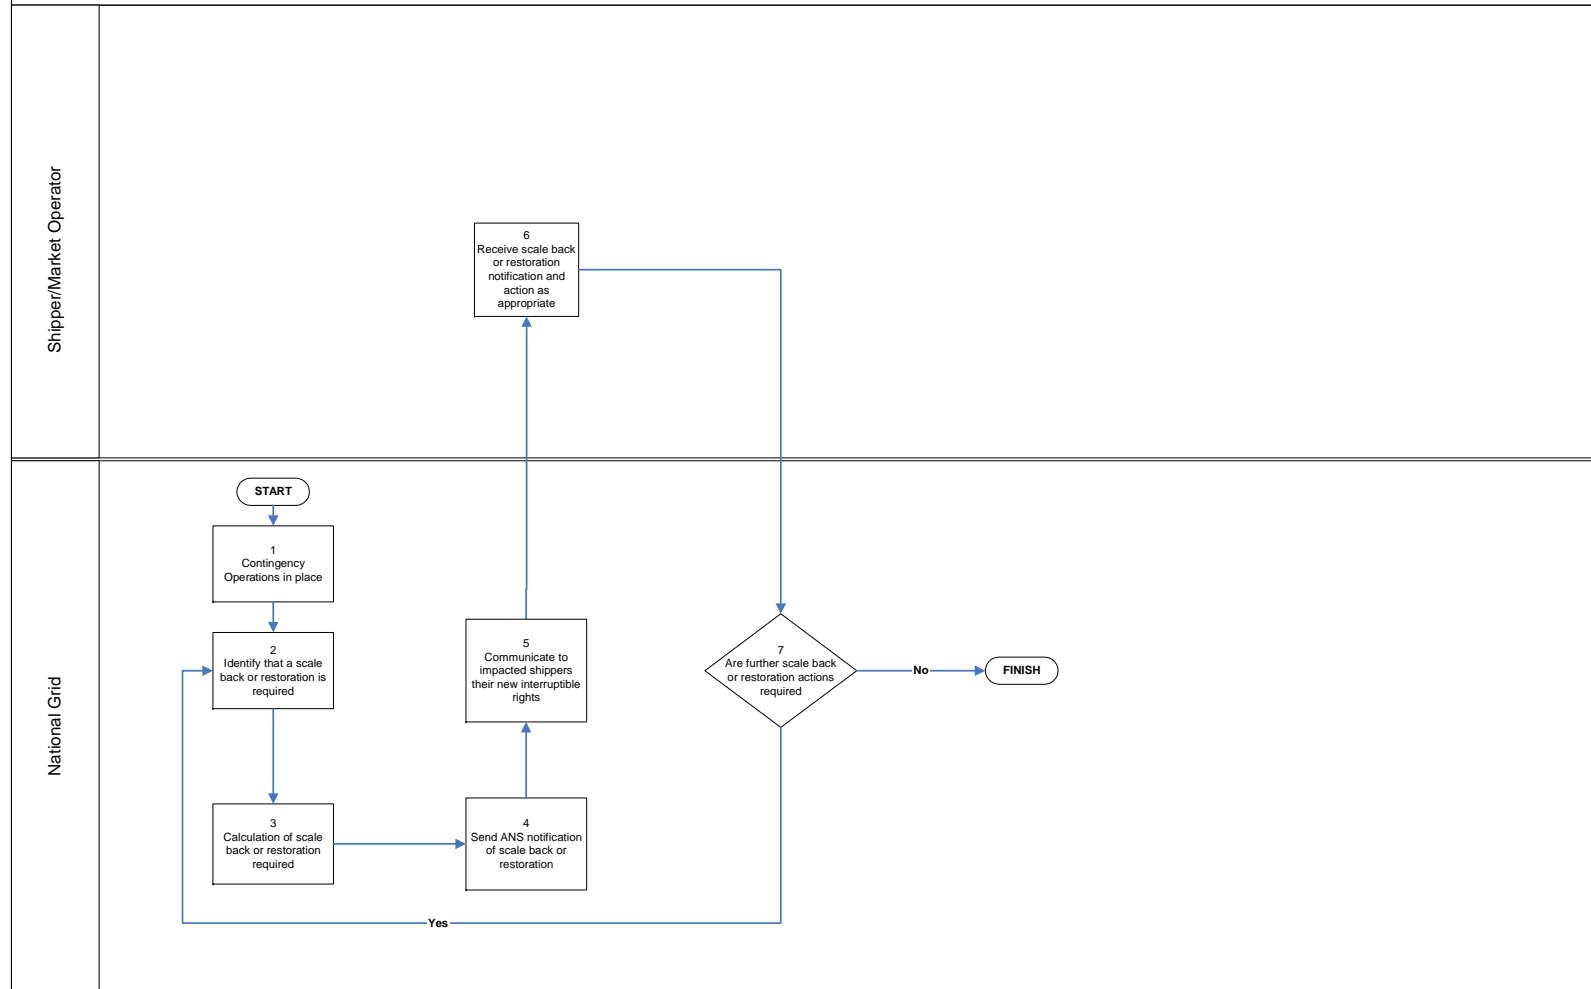 Shipper/Market Operator
6
Receive scale back
or restoration
notification and
action as
appropriate
National Grid
START
1
Contingency
Operations in place
2
Identify that a scale
back or restoration is
required
3
Calculation of scale
back or restoration
required
4
Send ANS notification
of scale back or
restoration
5
Communicate to
impacted shippers
their new interruptible
rights
7
Are further scale back
or restoration actions
required
No
FINISH
Yes